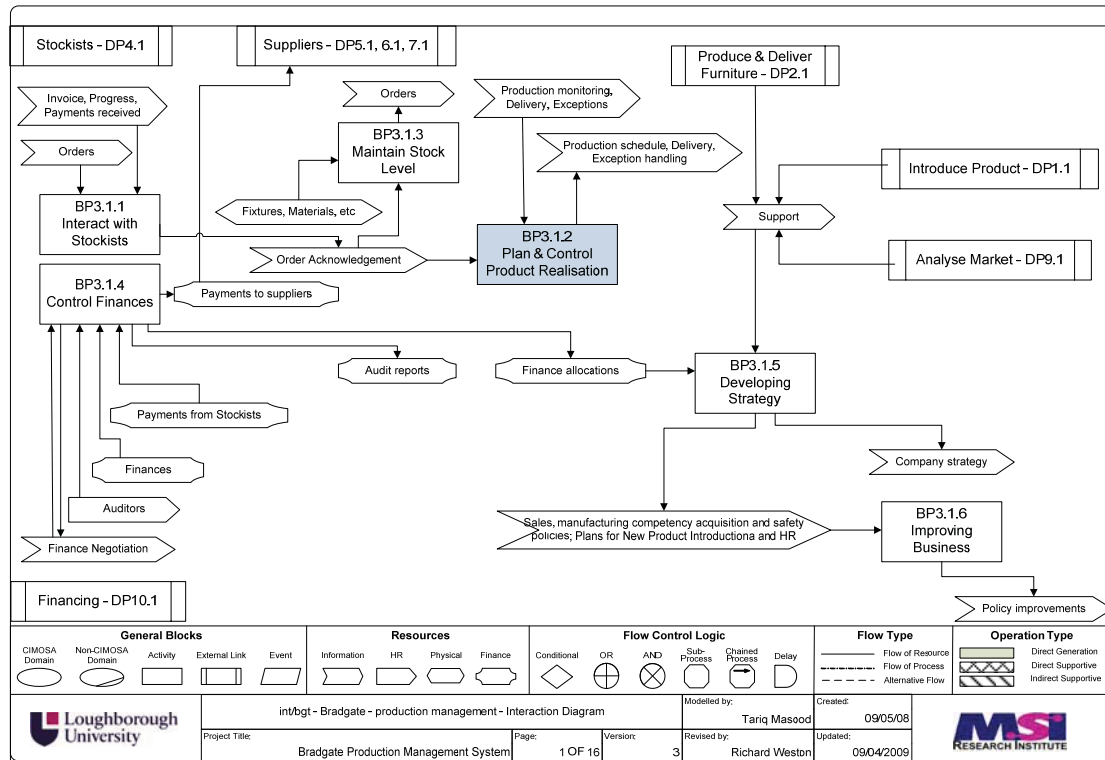 Stockists - DP4.1
Suppliers - DP5.1, 6.1, 7.1
Produce & Deliver
Furniture - DP2.1
Invoice, Progress,
Payments received
Orders
Orders
BP3.1.3
Maintain Stock
Level
Production monitoring,
Delivery, Exceptions
Production schedule, Delivery,
Exception handling
Introduce Product - DP1.1
BP3.1.1
Interact with
Stockists
Fixtures, Materials, etc
Support
BP3.1.2
Plan & Control
Product Realisation
Order Acknowledgement
Analyse Market - DP9.1
BP3.1.4
Control Finances
Payments to suppliers
Audit reports
Finance allocations
BP3.1.5
Developing
Strategy
Payments from Stockists
Finances
Company strategy
Auditors
Sales, manufacturing competency acquisition and safety
policies; Plans for New Product Introductiona and HR
BP3.1.6
Improving
Business
Finance Negotiation
Financing - DP10.1
Policy improvements
General Blocks
CIMOSA
Domain
Non-CIMOSA
Domain
Activity
External Link
Event
Resources
Information
HR
Physical
Finance
Flow Control Logic
Conditional
OR
AND
Sub-
Process
Chained
Process
Delay
Flow Type
Flow of Resource
Flow of Process
Alternative Flow
Operation Type
Direct Generation
Direct Supportive
Indirect Supportive
Loughborough
University
int/bgt - Bradgate - production management - Interaction Diagram
Modelled by:
Tariq Masood
Created:
09/05/08
Project Title:
Bradgate Production Management System
Page:
1 OF 16
Version:
3
Revised by:
Richard Weston
Updated:
09/04/2009
MSI
RESEARCH INSTITUTE